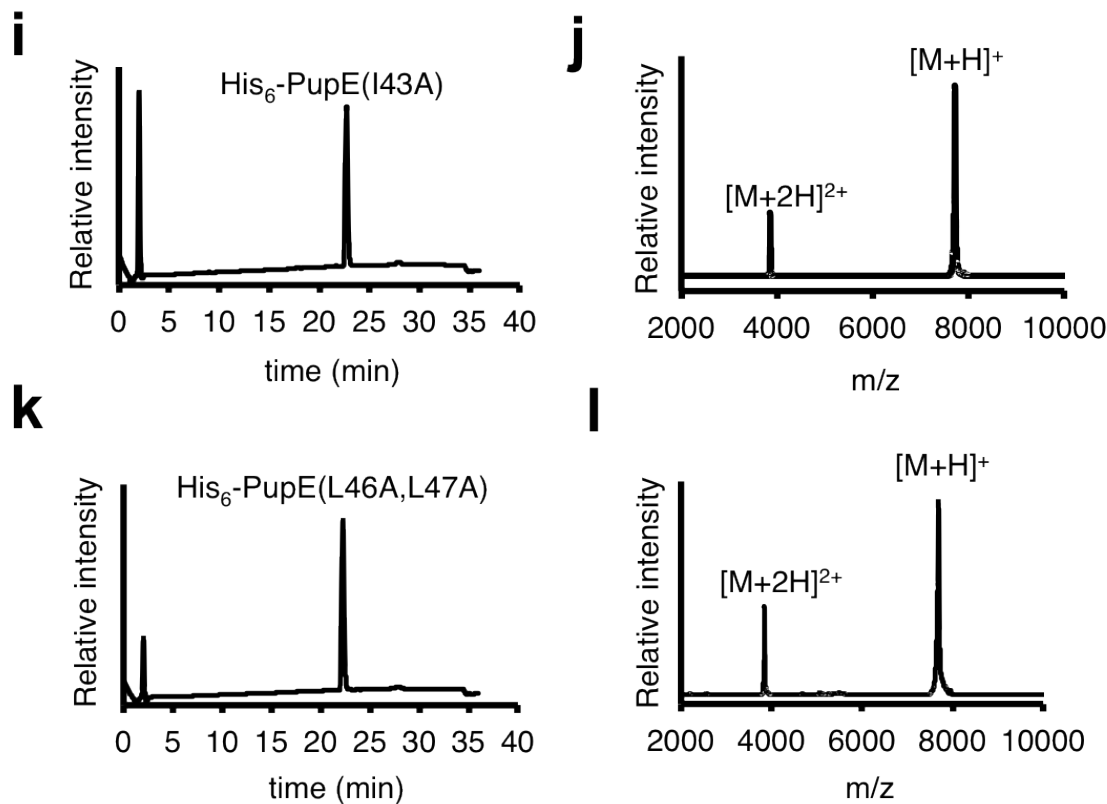 i
His6-PupE(I43A)
Relative intensity
0 5 10 15 20 25 30 35 40
time (min)
j
[M+H]+
[M+2H]2+
Relative intensity
2000 4000 6000 8000 10000
m/z
k
His6-PupE(L46A,L47A)
Relative intensity
0 5 10 15 20 25 30 35 40
time (min)
l
[M+H]+
[M+2H]2+
Relative intensity
2000 4000 6000 8000 10000
m/z